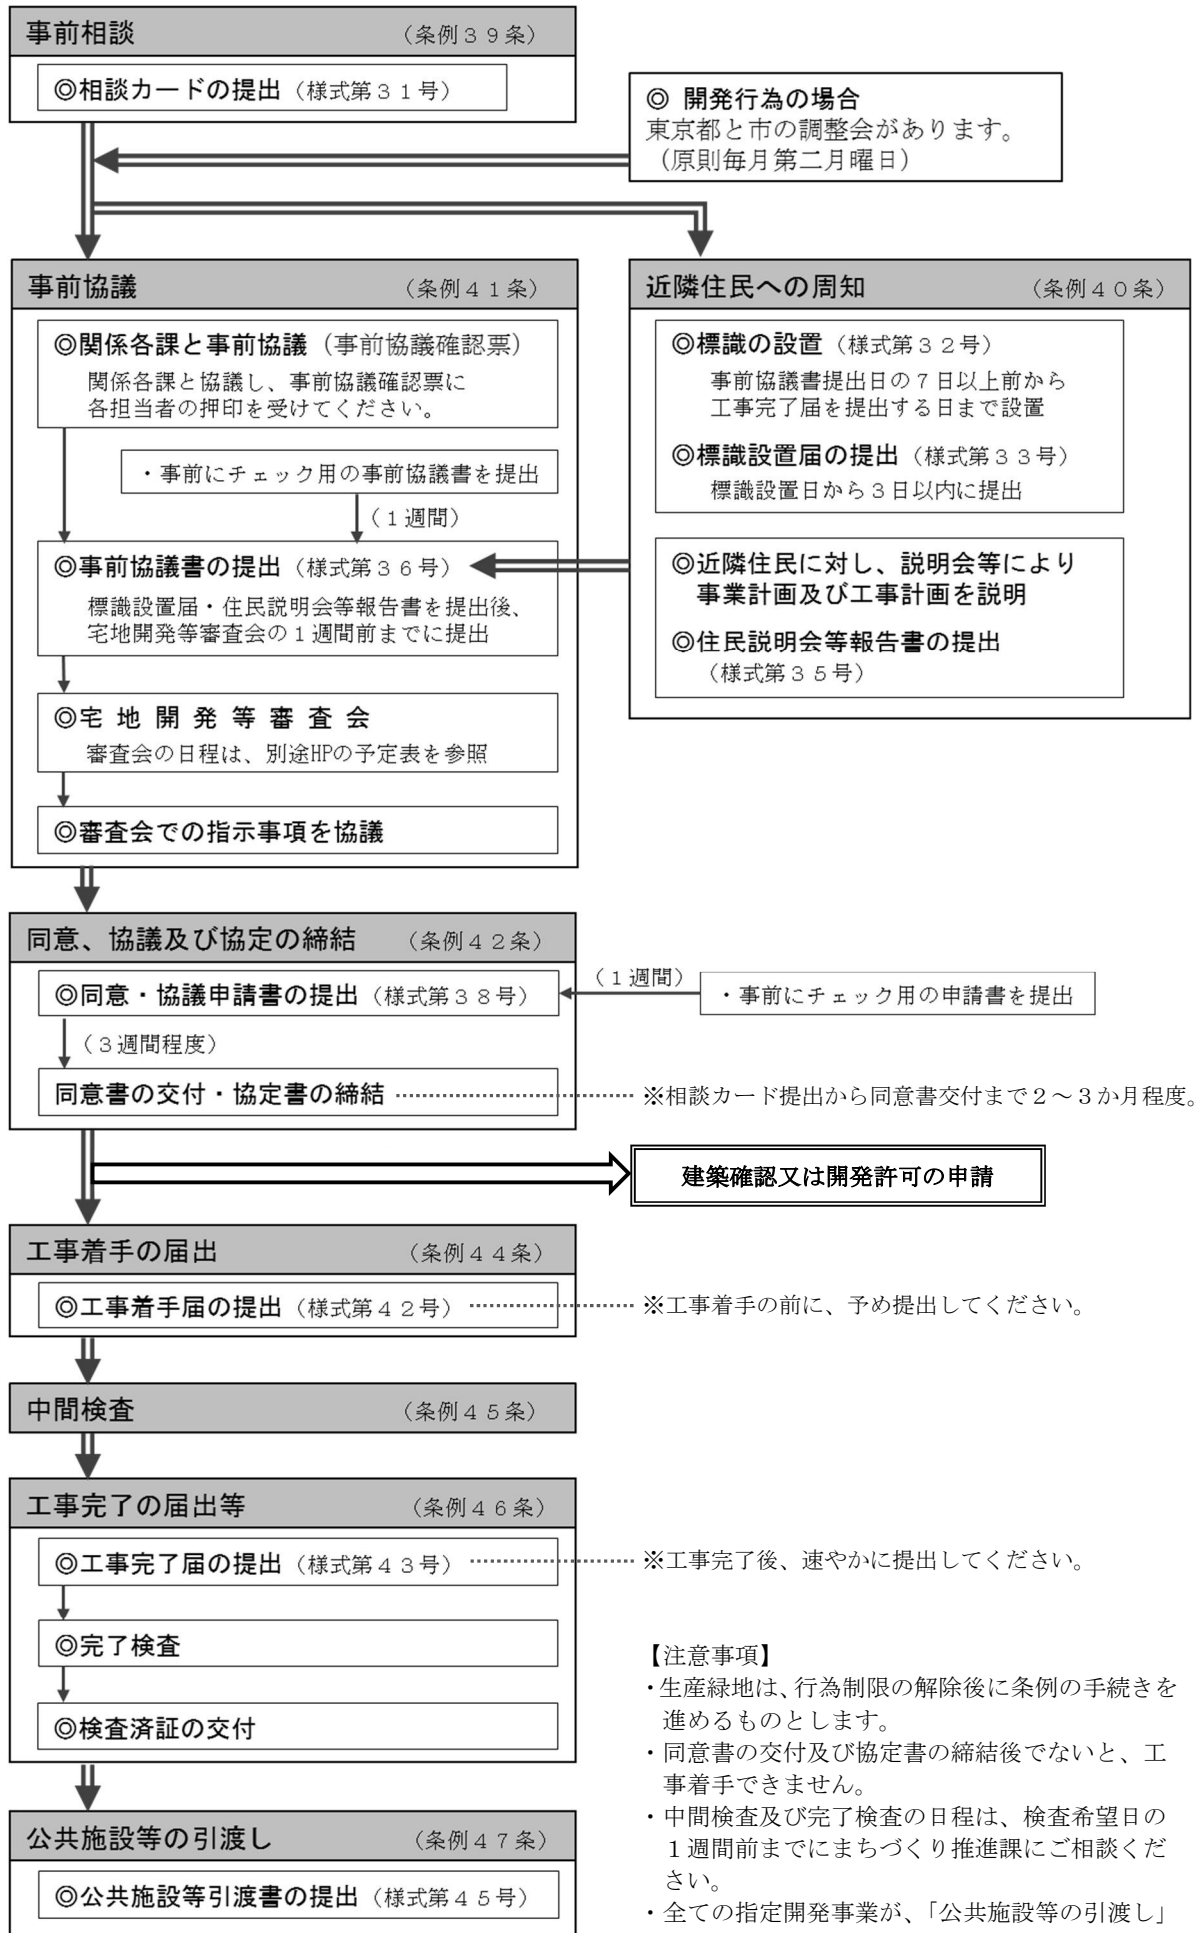 事前相談 （条例３９条）
◎相談カードの提出（様式第３１号）
◎ 開発行為の場合
東京都と市の調整会があります。
（原則毎月第二月曜日）
事前協議 （条例４１条）
◎関係各課と事前協議（事前協議確認票）
関係各課と協議し、事前協議確認票に
各担当者の押印を受けてください。
・事前にチェック用の事前協議書を提出
（１週間）
◎事前協議書の提出（様式第３６号）
標識設置届・住民説明会等報告書を提出後、
宅地開発等審査会の１週間前までに提出
◎宅地開発等審査会
審査会の日程は、別途HPの予定表を参照
◎審査会での指示事項を協議
近隣住民への周知 （条例４０条）
◎標識の設置（様式第３２号）
事前協議書提出日の７日以上前から
工事完了届を提出する日まで設置
◎標識設置届の提出（様式第３３号）
標識設置日から３日以内に提出
◎近隣住民に対し、説明会等により
事業計画及び工事計画を説明
◎住民説明会等報告書の提出
（様式第３５号）
同意、協議及び協定の締結 （条例４２条）
◎同意・協議申請書の提出（様式第３８号）
（１週間）
・事前にチェック用の申請書を提出
（３週間程度）
同意書の交付・協定書の締結
※相談カード提出から同意書交付まで２～３か月程度。
建築確認又は開発許可の申請
工事着手の届出 （条例４４条）
◎工事着手届の提出（様式第４２号）
※工事着手の前に、予め提出してください。
中間検査 （条例４５条）
工事完了の届出等 （条例４６条）
◎工事完了届の提出（様式第４３号）
※工事完了後、速やかに提出してください。
◎完了検査
◎検査済証の交付
公共施設等の引渡し （条例４７条）
◎公共施設等引渡書の提出（様式第４５号）
【注意事項】
・生産緑地は、行為制限の解除後に条例の手続きを
進めるものとします。
・同意書の交付及び協定書の締結後でないと、工
事着手できません。
・中間検査及び完了検査の日程は、検査希望日の
１週間前までにまちづくり推進課にご相談くだ
さい。
・全ての指定開発事業が、「公共施設等の引渡し」